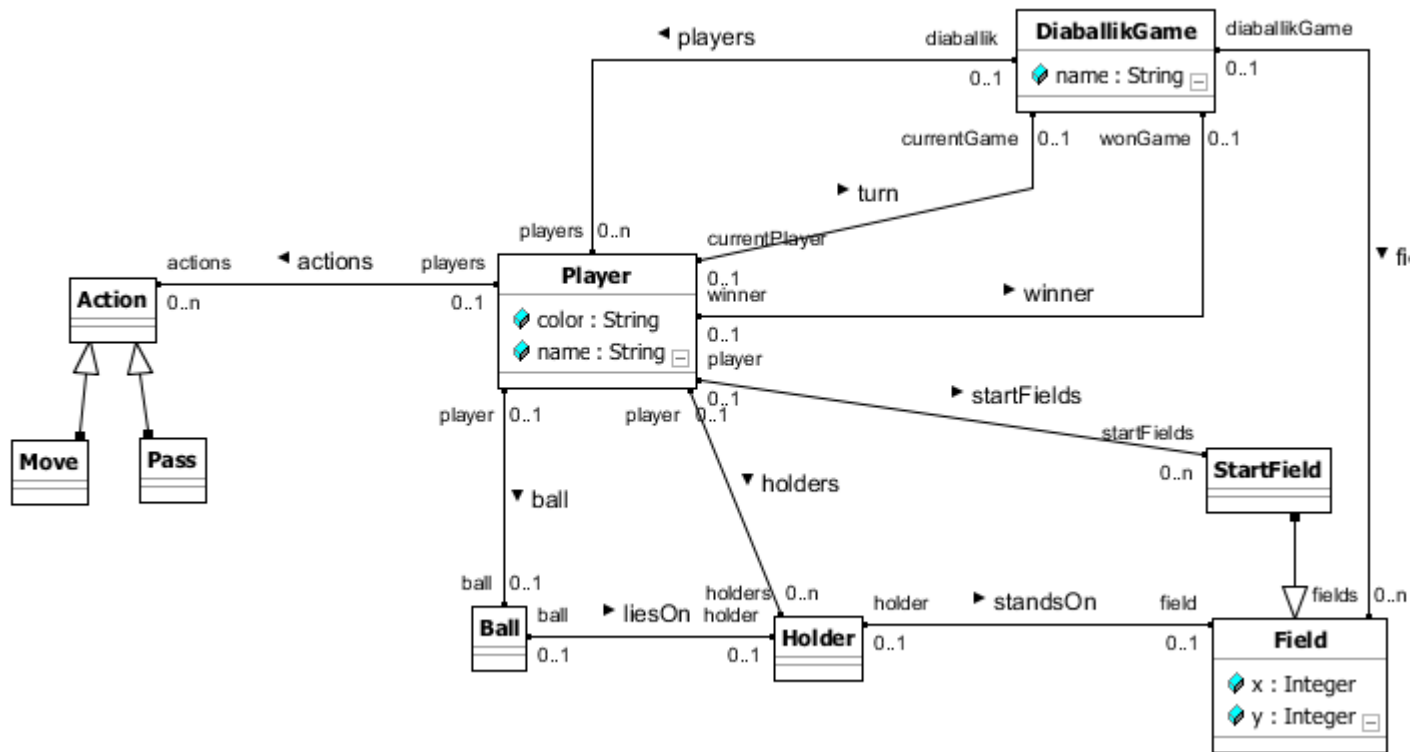 ◄ players
diaballik
0..1
DiaballikGame
name : String
diaballikGame
0..1
currentGame
0..1
wonGame
0..1
► turn
players
0..n
currentPlayer
0..1
actions
0..n
◄ actions
players
0..1
Action
Player
color : String
name : String
winner
0..1
► winner
▼ fi
player
0..1
► startFields
startFields
0..n
StartField
Move
Pass
player
0..1
player
0..1
▼ ball
▼ holders
ball
0..1
holders
0..n
fields
0..n
Ball
ball
0..1
► liesOn
holder
0..1
Holder
holder
0..1
► standsOn
field
0..1
Field
x : Integer
y : Integer